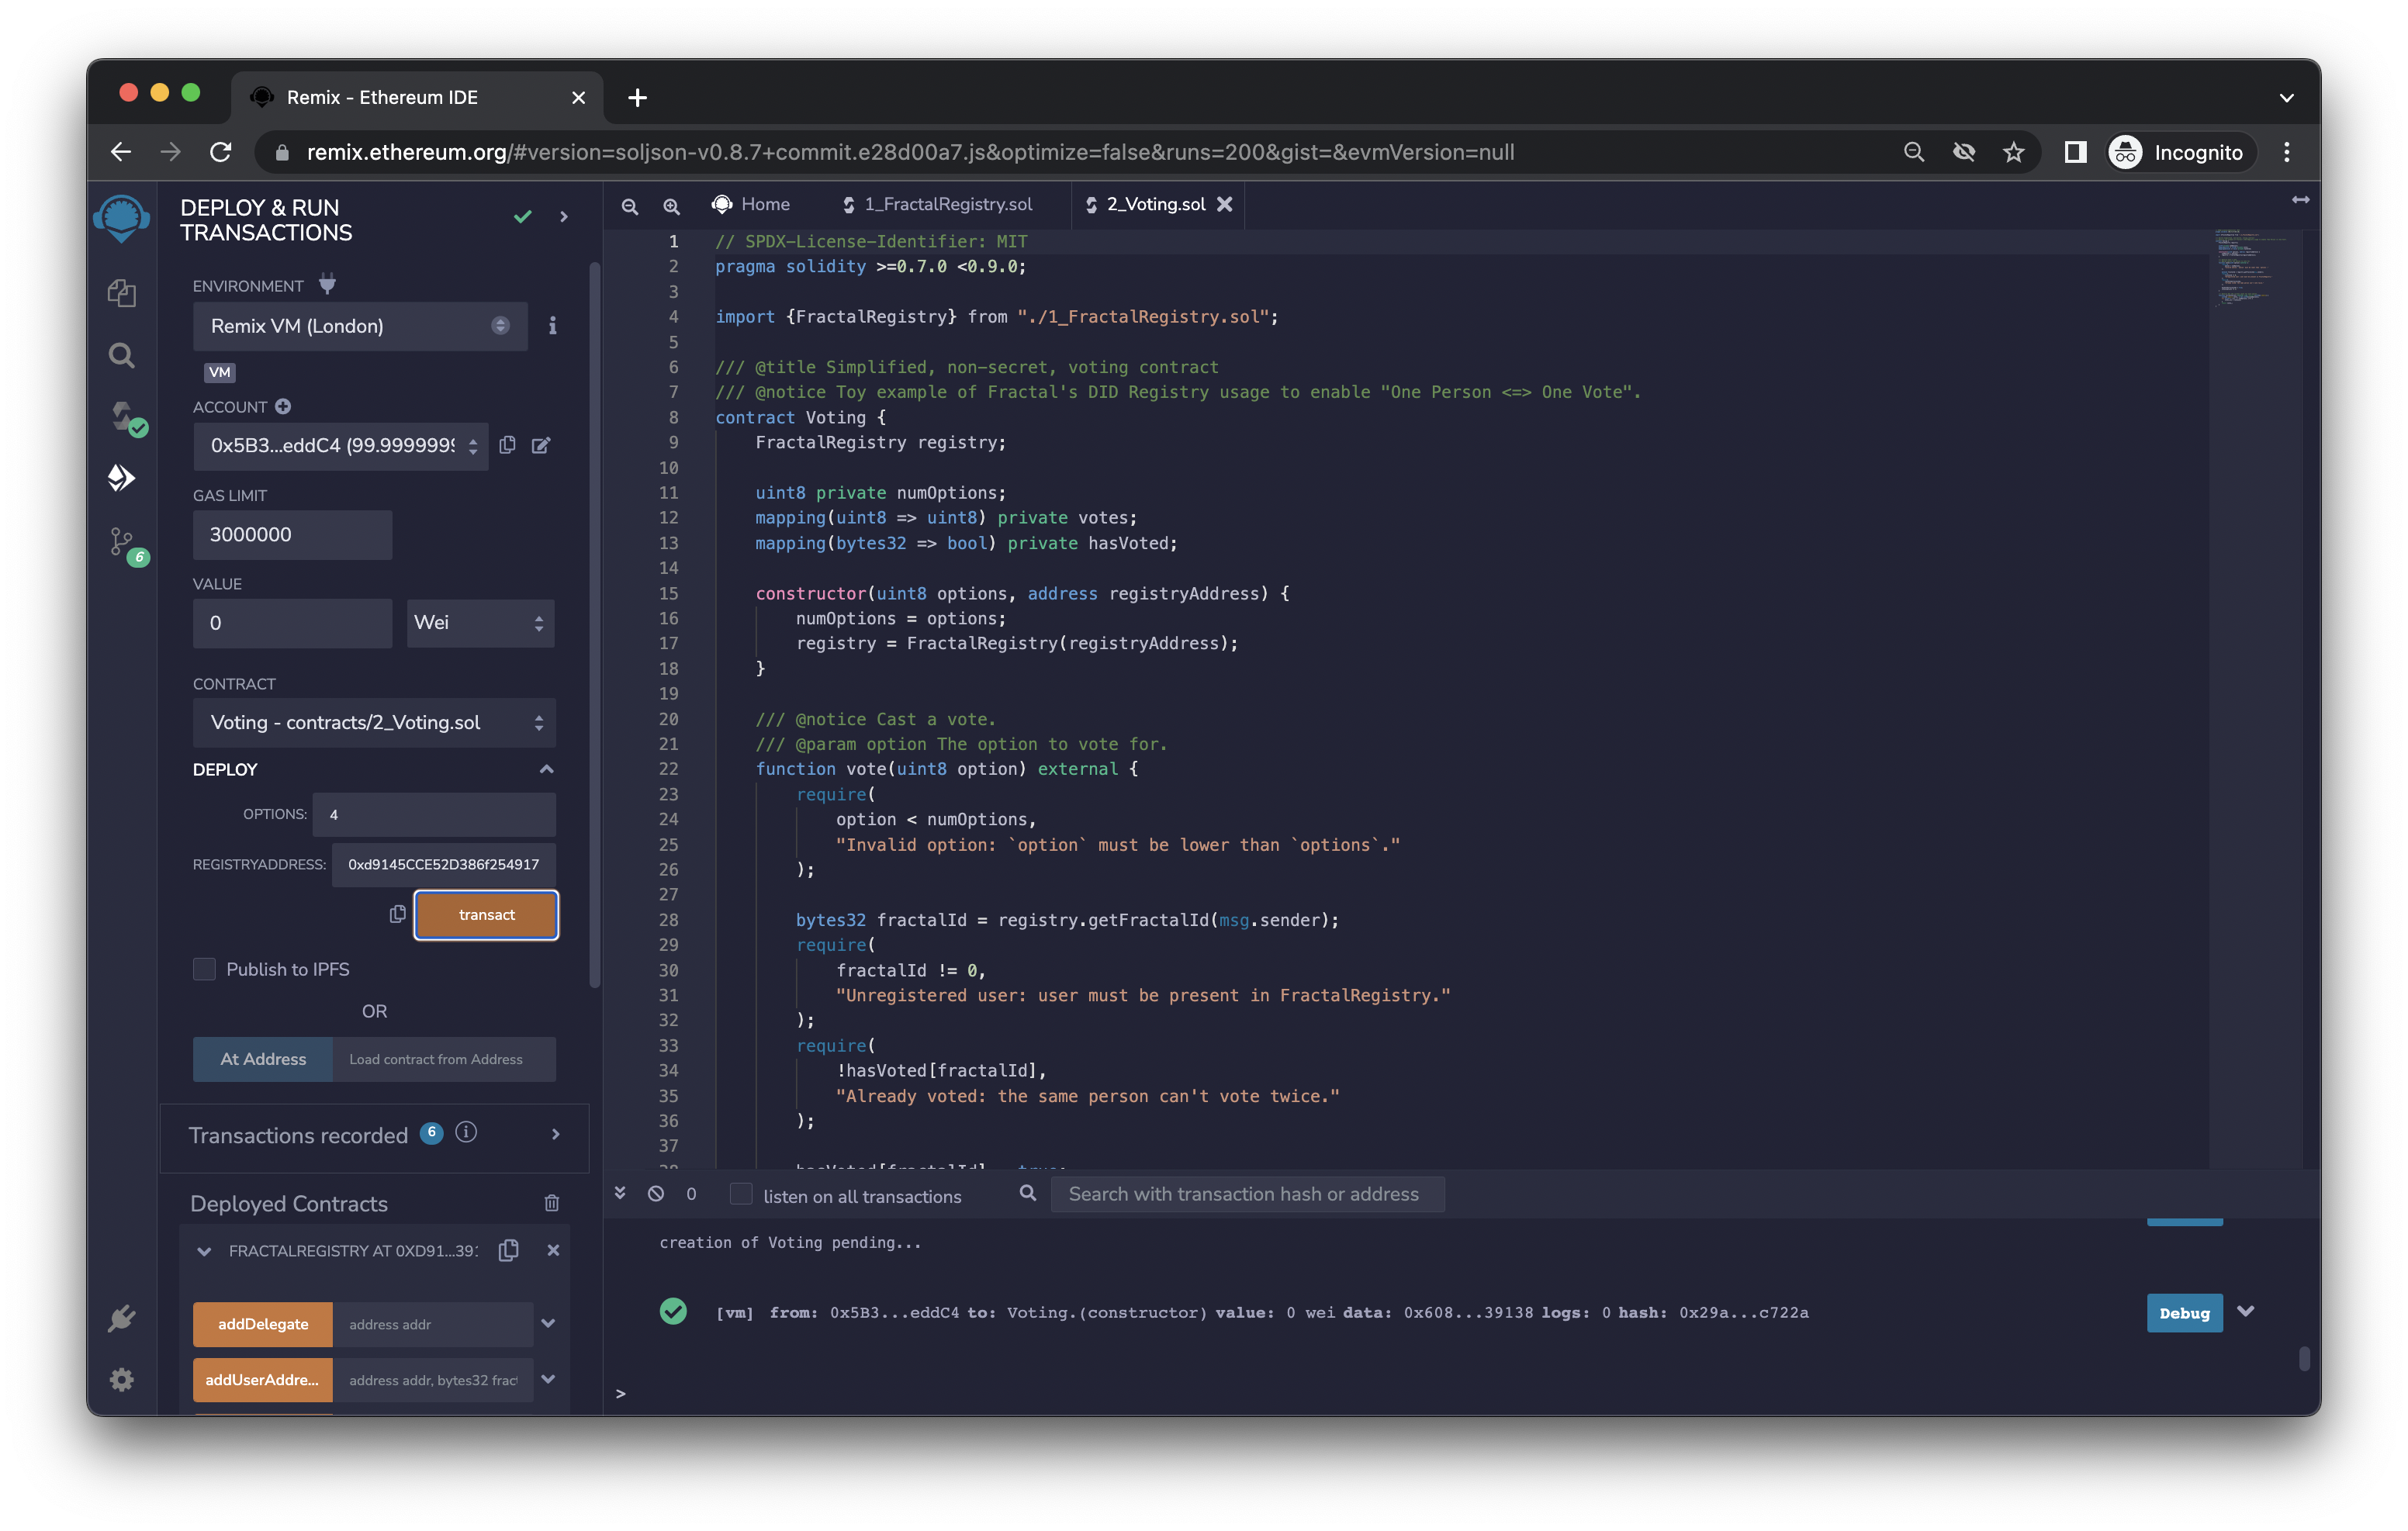 Remix - Ethereum IDE
remix.ethereum.org/#version=soljson-v0.8.7+commit.e28d00a7.js&optimize=false&runs=200&gist=&evmVersion=null
Incognito
DEPLOY & RUN
TRANSACTIONS
ENVIRONMENT
Remix VM (London)
VM
ACCOUNT
0x5B3...eddC4 (99.9999999
GAS LIMIT
3000000
VALUE
0
Wei
CONTRACT
Voting - contracts/2_Voting.sol
DEPLOY
OPTIONS: 4
REGISTRYADDRESS: 0xd9145CCE52D386f254917
transact
Publish to IPFS
OR
At Address Load contract from Address
Transactions recorded 6
Deployed Contracts
FRACTALREGISTRY AT 0XD91...39:
addDelegate address addr
addUserAddre... address addr, bytes32 frac
6
Home
1_FractalRegistry.sol
2_Voting.sol
1 // SPDX-License-Identifier: MIT
2 pragma solidity >=0.7.0 <0.9.0;
3
4 import {FractalRegistry} from "./1_FractalRegistry.sol";
5
6 /// @title Simplified, non-secret, voting contract
7 /// @notice Toy example of Fractal's DID Registry usage to enable "One Person <=> One Vote".
8 contract Voting {
9 FractalRegistry registry;
10
11 uint8 private numOptions;
12 mapping(uint8 => uint8) private votes;
13 mapping(bytes32 => bool) private hasVoted;
14
15 constructor(uint8 options, address registryAddress) {
16 numOptions = options;
17 registry = FractalRegistry(registryAddress);
18 }
19
20 /// @notice Cast a vote.
21 /// @param option The option to vote for.
22 function vote(uint8 option) external {
23 require(
24 option < numOptions,
25 "Invalid option: `option` must be lower than `options`."
26 );
27
28 bytes32 fractalId = registry.getFractalId(msg.sender);
29 require(
30 fractalId != 0,
31 "Unregistered user: user must be present in FractalRegistry."
32 );
33 require(
34 !hasVoted[fractalId],
35 "Already voted: the same person can't vote twice."
36 );
37
38 hasVoted[fractalId] = true;
0
listen on all transactions
Search with transaction hash or address
creation of Voting pending...
[vm] from: 0x5B3...eddC4 to: Voting.(constructor) value: 0 wei data: 0x608...39138 logs: 0 hash: 0x29a...c722a
Debug
>